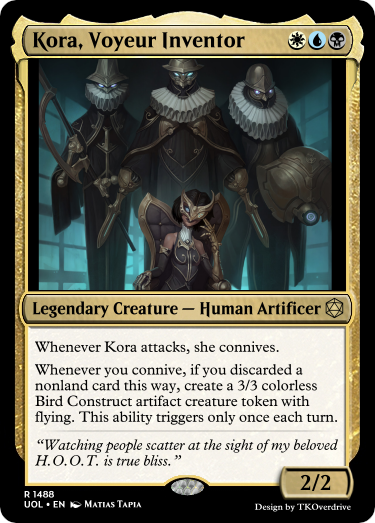 Kora, Voyeur Inventor
Legendary Creature — Human Artificer
Whenever Kora attacks, she connives.
Whenever you connive, if you discarded a
nonland card this way, create a 3/3 colorless
Bird Construct artifact creature token with
flying. This ability triggers only once each turn.
“Watching people scatter at the sight of my beloved
H.O.O.T. is true bliss.”
2/2
R 1488
UOL • EN Matias Tapia
Design by TKOverdrive